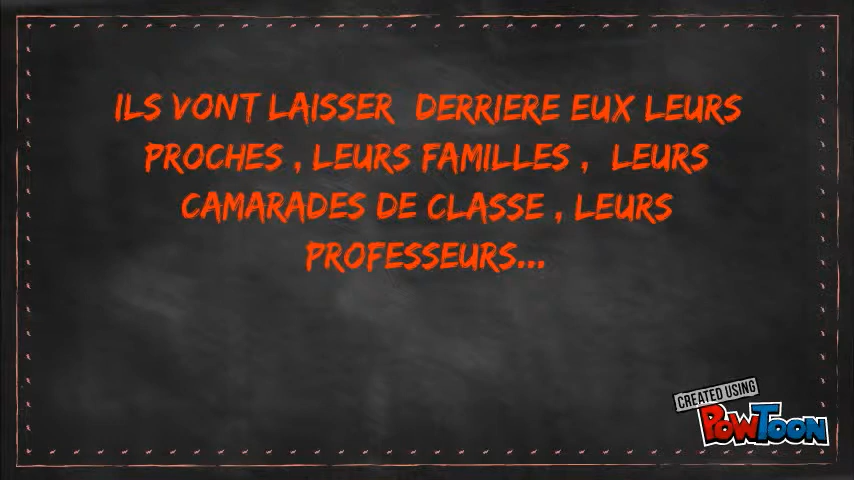 ILS VONT LAISSER DERRIERE EUX LEURS
PROCHES , LEURS FAMILLES , LEURS
CAMARADES DE CLASSE , LEURS
PROFESSEURS...
CREATED USING
POWTOON